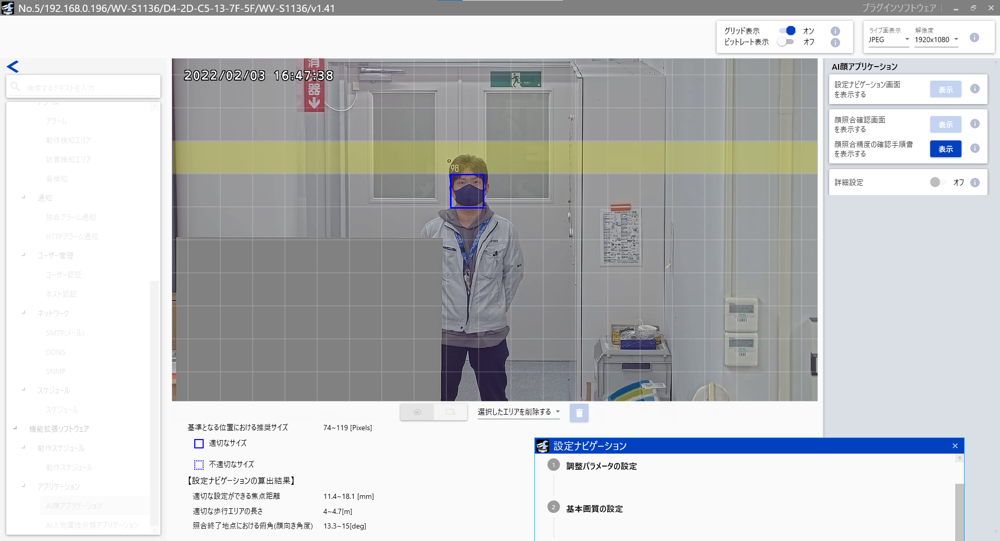 No.5/192.168.0.196/WV-S1136/D4-2D-C5-13-7F-5F/WV-S1136/v1.41
プラグインソフトウェア
グリッド表示
オン
ビットレート表示
オフ
ライブ画表示
JPEG
解像度
1920x1080
検索するテキストを入力
アラーム
アラーム
動作検知エリア
妨害検知エリア
音検知
通知
独自アラーム通知
HTTPアラーム通知
ユーザー管理
ユーザー認証
ホスト認証
ネットワーク
SMTP(メール)
DDNS
SNMP
スケジュール
スケジュール
機能拡張ソフトウェア
動作スケジュール
動作スケジュール
アプリケーション
AI顔アプリケーション
AI人物属性分類アプリケーション
2022/02/03 16:47:38
消
器
98
PRO
AI顔アプリケーション
設定ナビゲーション画面
を表示する
表示
顔照合確認画面
を表示する
表示
顔照合精度の確認手順書
を表示する
表示
詳細設定
オフ
選択したエリアを削除する
基準となる位置における推奨サイズ
74~119 [Pixels]
適切なサイズ
不適切なサイズ
【設定ナビゲーションの算出結果】
適切な設定ができる焦点距離
11.4~18.1 [mm]
適切な歩行エリアの長さ
4~4.7[m]
照合終了地点における俯角(顔向き角度)
13.3~15[deg]
設定ナビゲーション
1
調整パラメータの設定
2
基本画質の設定